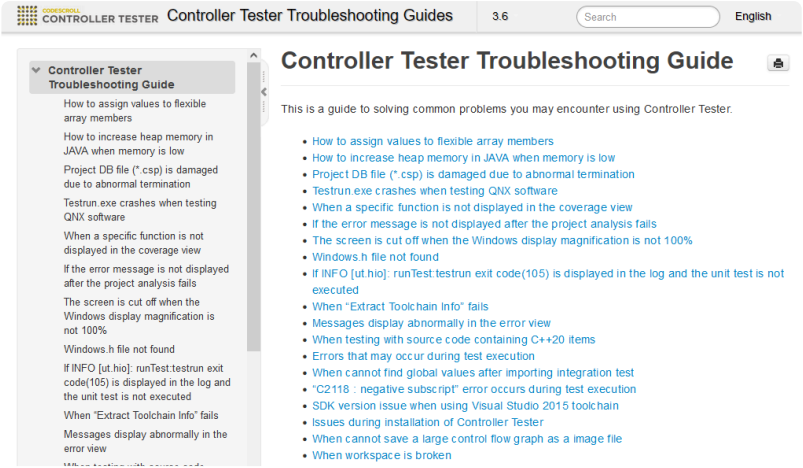 CODESCROLL
CONTROLLER TESTER
Controller Tester Troubleshooting Guides
3.6
Search
English
Controller Tester
Troubleshooting Guide
How to assign values to flexible
array members
How to increase heap memory in
JAVA when memory is low
Project DB file (*.csp) is damaged
due to abnormal termination
Testrun.exe crashes when testing
QNX software
When a specific function is not
displayed in the coverage view
If the error message is not displayed
after the project analysis fails
The screen is cut off when the
Windows display magnification is
not 100%
Windows.h file not found
If INFO [ut.hio]: runTest:testrun exit
code(105) is displayed in the log and
the unit test is not executed
When “Extract Toolchain Info” fails
Messages display abnormally in the
error view
When testing with source code
Controller Tester Troubleshooting Guide
This is a guide to solving common problems you may encounter using Controller Tester.
• How to assign values to flexible array members
• How to increase heap memory in JAVA when memory is low
• Project DB file (*.csp) is damaged due to abnormal termination
• Testrun.exe crashes when testing QNX software
• When a specific function is not displayed in the coverage view
• If the error message is not displayed after the project analysis fails
• The screen is cut off when the Windows display magnification is not 100%
• Windows.h file not found
• If INFO [ut.hio]: runTest:testrun exit code(105) is displayed in the log and the unit test is not
executed
• When “Extract Toolchain Info” fails
• Messages display abnormally in the error view
• When testing with source code containing C++20 items
• Errors that may occur during test execution
• When cannot find global values after importing integration test
• “C2118 : negative subscript” error occurs during test execution
• SDK version issue when using Visual Studio 2015 toolchain
• Issues during installation of Controller Tester
• When cannot save a large control flow graph as a image file
• When workspace is broken